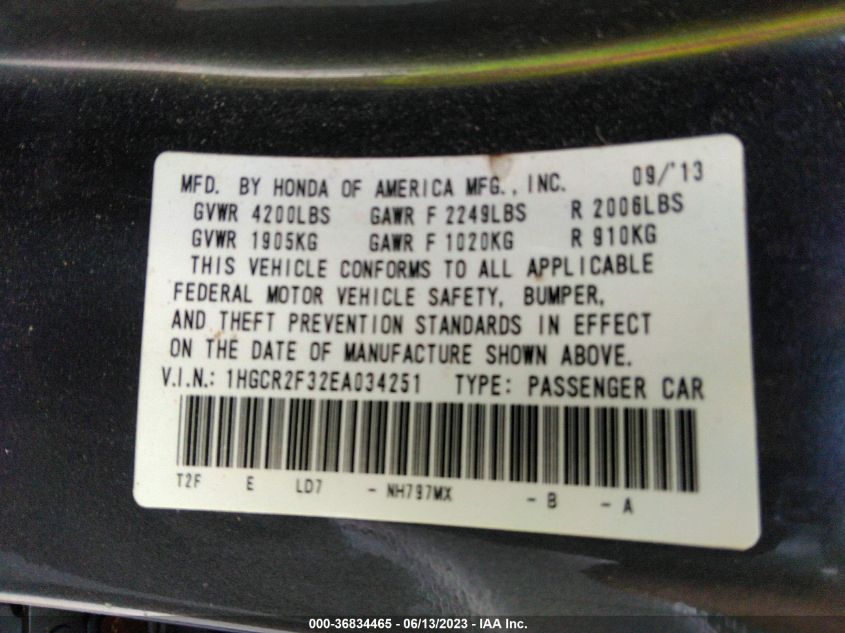 MFD. BY HONDA OF AMERICA MFG., INC. 09/'13
GVWR 4200LBS GAWR F 2249LBS R 2006LBS
GVWR 1905KG GAWR F 1020KG R 910KG
THIS VEHICLE CONFORMS TO ALL APPLICABLE
FEDERAL MOTOR VEHICLE SAFETY, BUMPER,
AND THEFT PREVENTION STANDARDS IN EFFECT
ON THE DATE OF MANUFACTURE SHOWN ABOVE.
V.I.N.: 1HGCR2F32EA034251 TYPE: PASSENGER CAR
T2F E LD7 - NH797MX - B - A
000-36834465 - 06/13/2023 - IAA Inc.